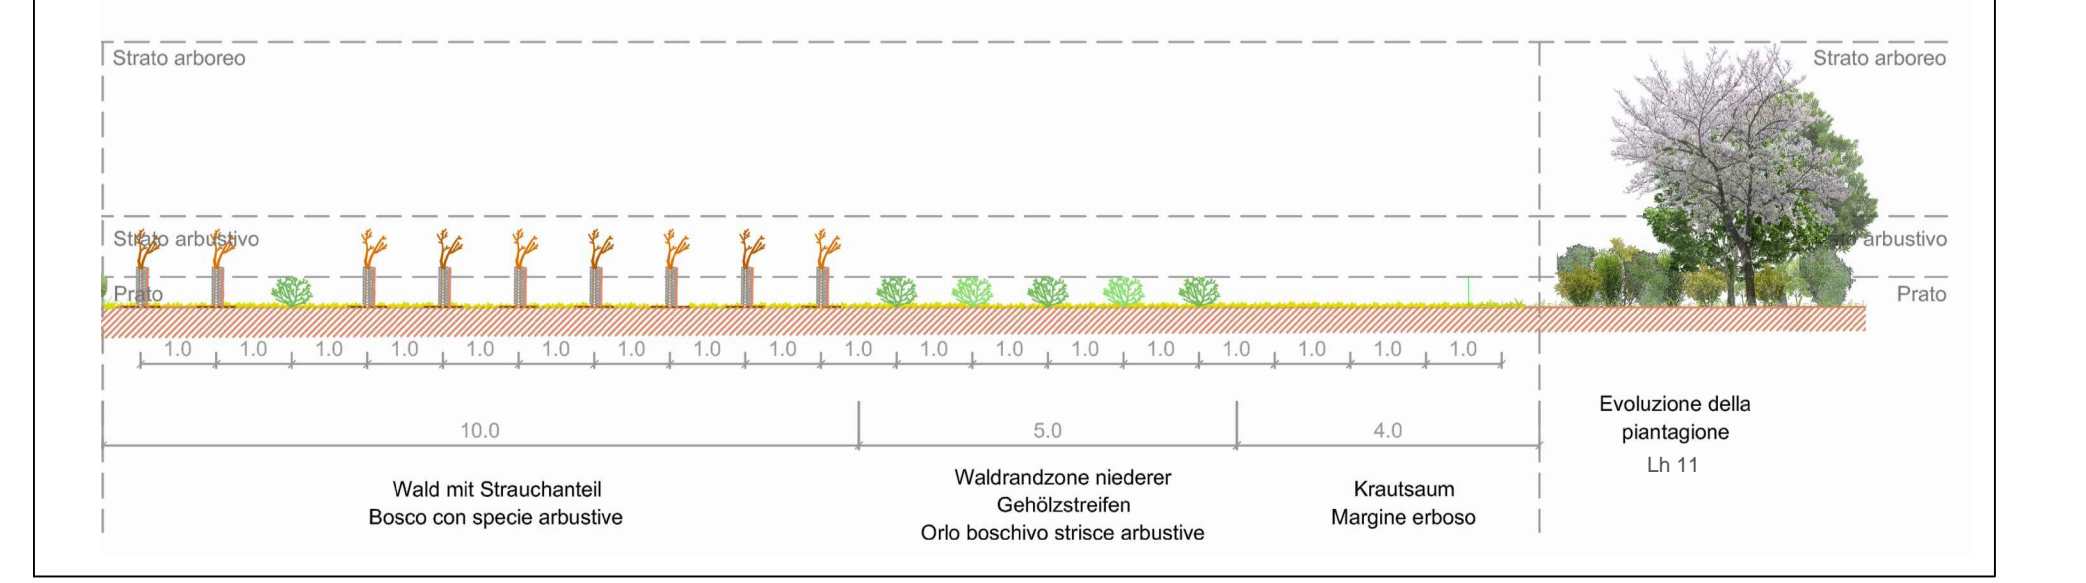 Strato arboreo
Strato arboreo
Strato arbustivo
arbustivo
Prato
Prato
1.0 1.0 1.0 1.0 1.0 1.0 1.0 1.0 1.0 1.0 1.0 1.0 1.0 1.0 1.0 1.0 1.0 1.0
10.0 5.0 4.0
Wald mit Strauchanteil
Bosco con specie arbustive
Waldrandzone niederer
Gehölzstreifen
Orlo boschivo strisce arbustive
Krautsaum
Margine erboso
Evoluzione della
piantagione
Lh 11